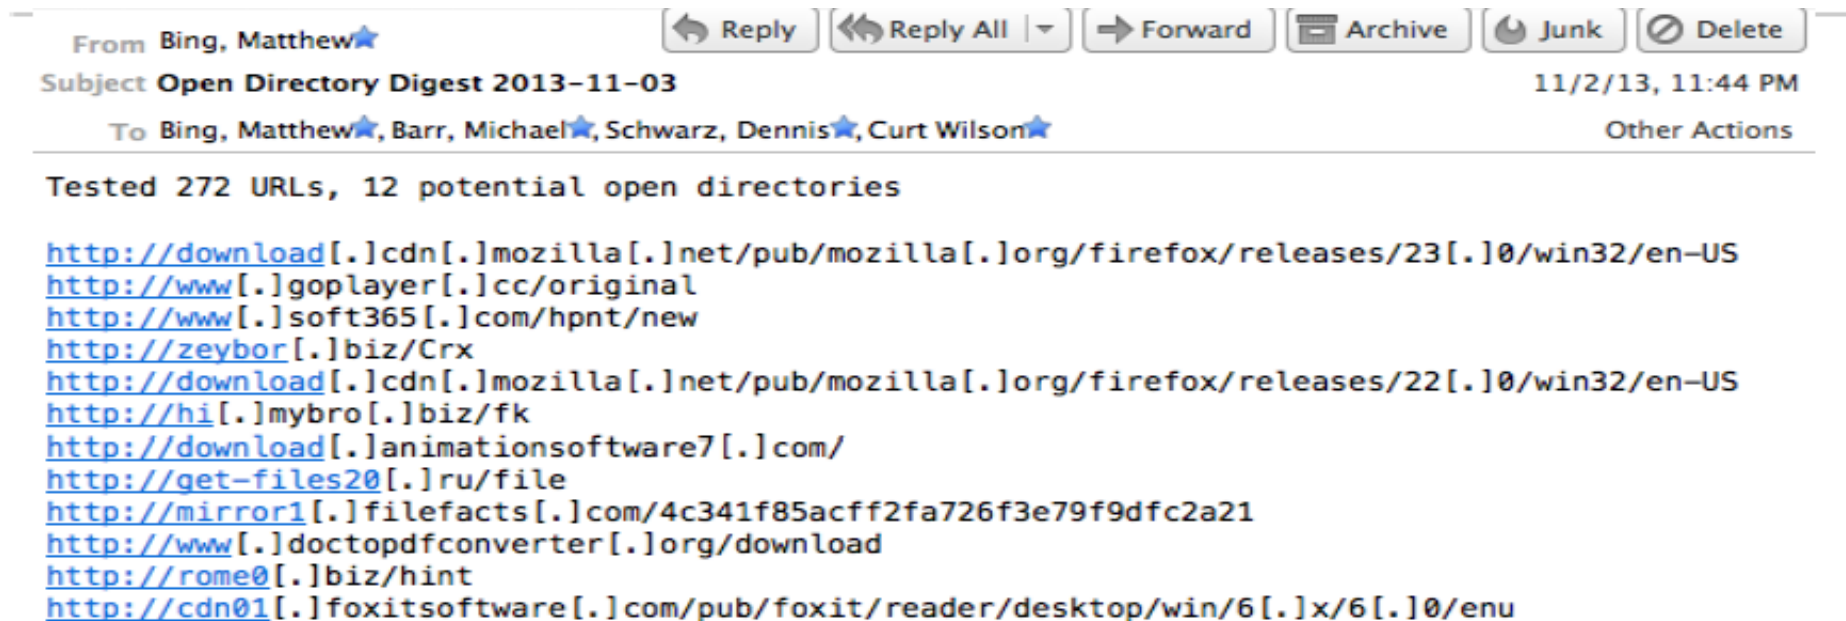 From Bing, Matthew Reply Reply All Forward Archive Junk Delete
Subject Open Directory Digest 2013-11-03 11/2/13, 11:44 PM
To Bing, Matthew, Barr, Michael, Schwarz, Dennis, Curt Wilson Other Actions
Tested 272 URLs, 12 potential open directories
http://download[.]cdn[.]mozilla[.]net/pub/mozilla[.]org/firefox/releases/23[.]0/win32/en-US
http://www[.]goplayer[.]cc/original
http://www[.]soft365[.]com/hpnt/new
http://zeybor[.]biz/Crx
http://download[.]cdn[.]mozilla[.]net/pub/mozilla[.]org/firefox/releases/22[.]0/win32/en-US
http://hi[.]mybro[.]biz/fk
http://download[.]animationsoftware7[.]com/
http://get-files20[.]ru/file
http://mirror1[.]filefacts[.]com/4c341f85acff2fa726f3e79f9dfc2a21
http://www[.]doctopdfconverter[.]org/download
http://rome0[.]biz/hint
http://cdn01[.]foxitsoftware[.]com/pub/foxit/reader/desktop/win/6[.]x/6[.]0/enu